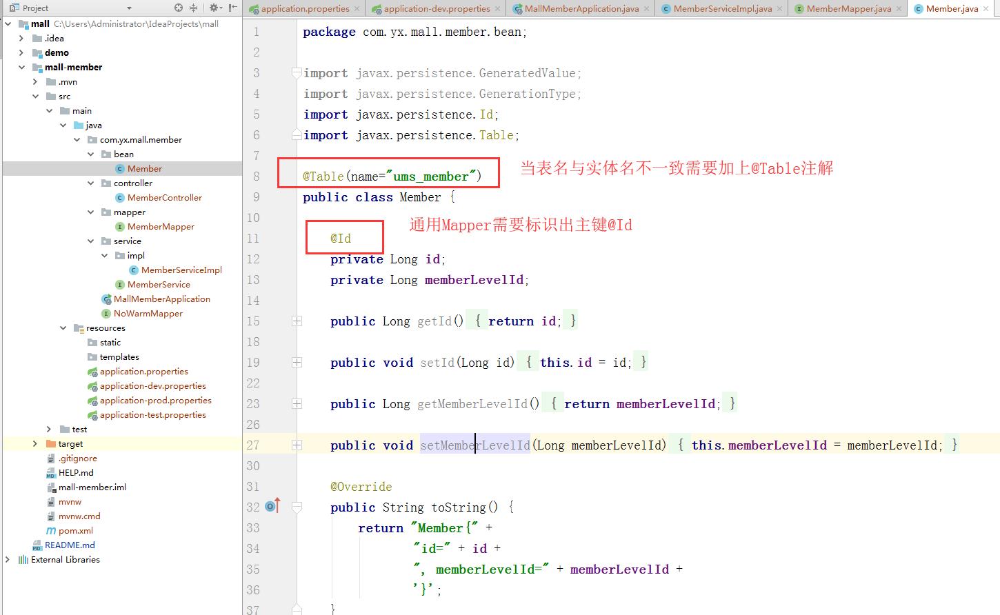 Project
application.properties
application-dev.properties
MallMemberApplication.java
MemberServiceImpl.java
MemberMapper.java
Member.java
mall C:\Users\Administrator\IdeaProjects\mall
.idea
demo
mall-member
.mvn
src
main
java
com.yx.mall.member
bean
Member
controller
MemberController
mapper
MemberMapper
service
impl
MemberServiceImpl
MemberService
MallMemberApplication
NoWarmMapper
resources
static
templates
application.properties
application-dev.properties
application-prod.properties
application-test.properties
test
target
.gitignore
HELP.md
mall-member.iml
mvnw
mvnw.cmd
pom.xml
README.md
External Libraries
1 package com.yx.mall.member.bean;
2
3 import javax.persistence.GeneratedValue;
4 import javax.persistence.GenerationType;
5 import javax.persistence.Id;
6 import javax.persistence.Table;
7
8 @Table(name="ums_member") 当表名与实体名不一致需要加上@Table注解
9 public class Member {
10 通用Mapper需要标识出主键@Id
11 @Id
12 private Long id;
13 private Long memberLevelId;
14
15 public Long getId() { return id; }
18
19 public void setId(Long id) { this.id = id; }
22
23 public Long getMemberLevelId() { return memberLevelId; }
26
27 public void setMemberLevelId(Long memberLevelId) { this.memberLevelId = memberLevelId; }
30
31 @Override
32 public String toString() {
33 return "Member{" +
34 "id=" + id +
35 ", memberLevelId=" + memberLevelId +
36 '}';
37 }